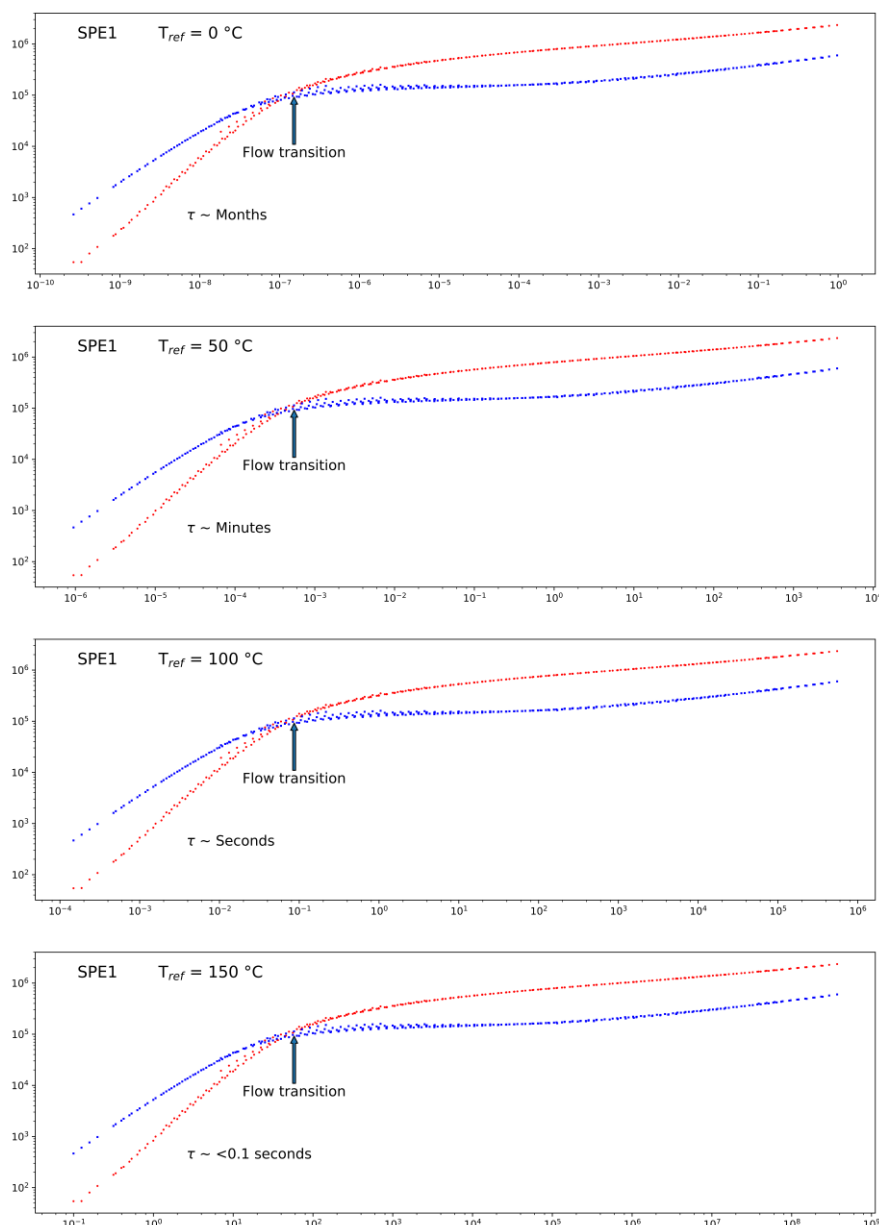 SPE1 T_ref = 0 °C
10^6
10^5
10^4
10^3
10^2
Flow transition
τ ~ Months
10^−10 10^−9 10^−8 10^−7 10^−6 10^−5 10^−4 10^−3 10^−2 10^−1 10^0
SPE1 T_ref = 50 °C
10^6
10^5
10^4
10^3
10^2
Flow transition
τ ~ Minutes
10^−6 10^−5 10^−4 10^−3 10^−2 10^−1 10^0 10^1 10^2 10^3
SPE1 T_ref = 100 °C
10^6
10^5
10^4
10^3
10^2
Flow transition
τ ~ Seconds
10^−4 10^−3 10^−2 10^−1 10^0 10^1 10^2 10^3 10^4 10^5 10^6
SPE1 T_ref = 150 °C
10^6
10^5
10^4
10^3
10^2
Flow transition
τ ~ <0.1 seconds
10^−1 10^0 10^1 10^2 10^3 10^4 10^5 10^6 10^7 10^8